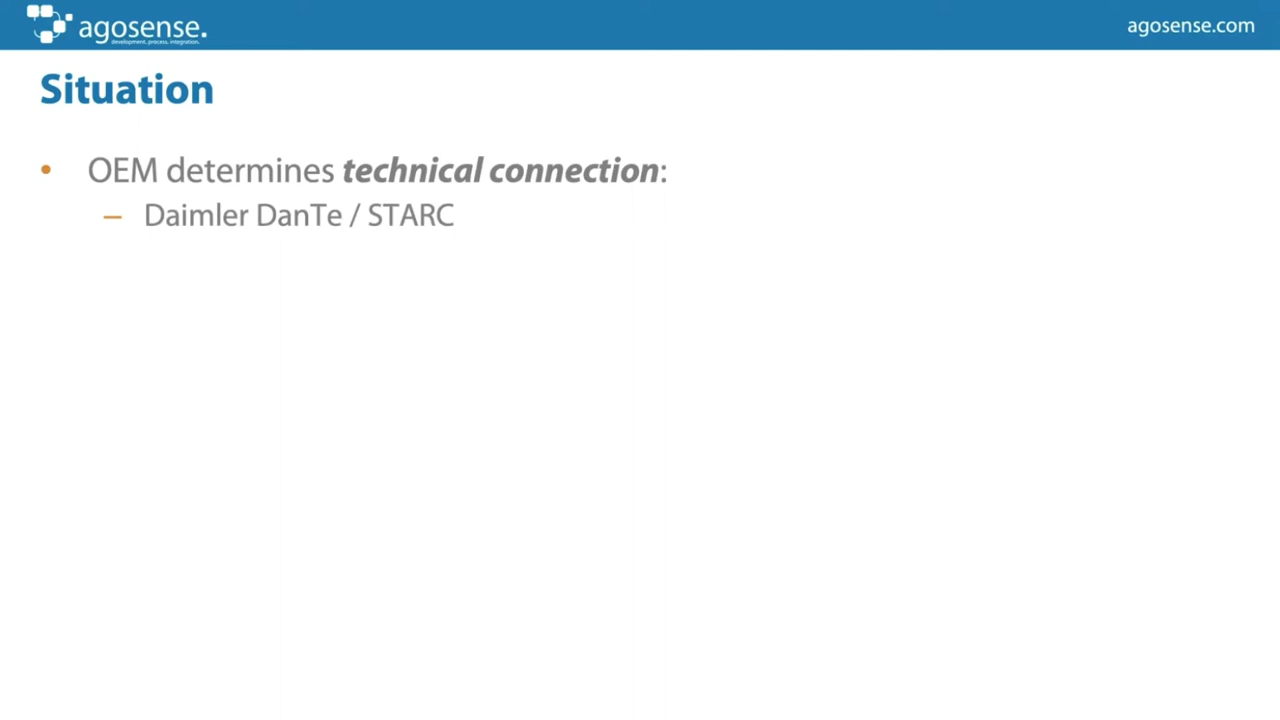 agosense.
development, process, integration.
agosense.com
Situation
• OEM determines technical connection:
– Daimler DanTe / STARC